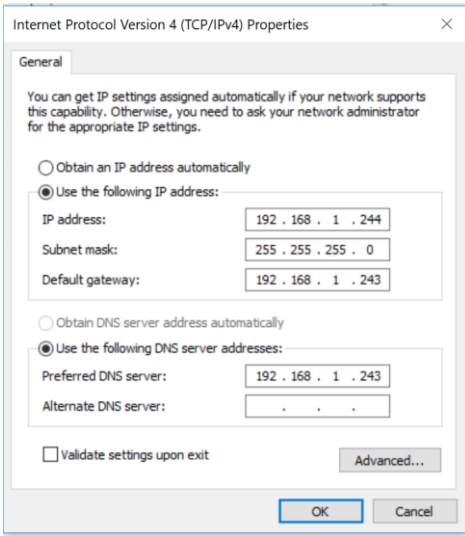 Internet Protocol Version 4 (TCP/IPv4) Properties
General
You can get IP settings assigned automatically if your network supports
this capability. Otherwise, you need to ask your network administrator
for the appropriate IP settings.
Obtain an IP address automatically
Use the following IP address:
IP address: 192 . 168 . 1 . 244
Subnet mask: 255 . 255 . 255 . 0
Default gateway: 192 . 168 . 1 . 243
Obtain DNS server address automatically
Use the following DNS server addresses:
Preferred DNS server: 192 . 168 . 1 . 243
Alternate DNS server: . . .
Validate settings upon exit
Advanced...
OK Cancel